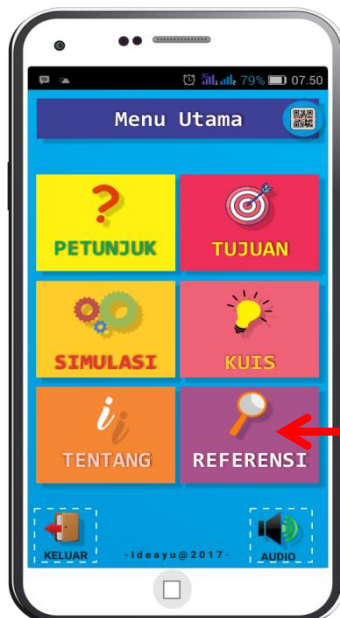 79% 07.50
Menu Utama
PETUNJUK
TUJUAN
SIMULASI
KUIS
TENTANG
REFERENSI
KELUAR
-Ideayu@2017-
AUDIO